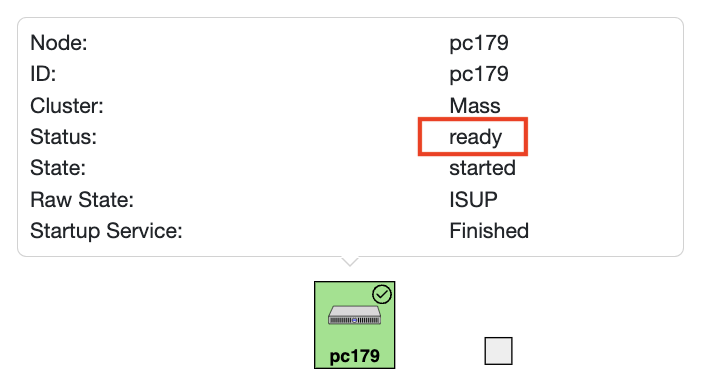 Node: pc179
ID: pc179
Cluster: Mass
Status: ready
State: started
Raw State: ISUP
Startup Service: Finished
pc179